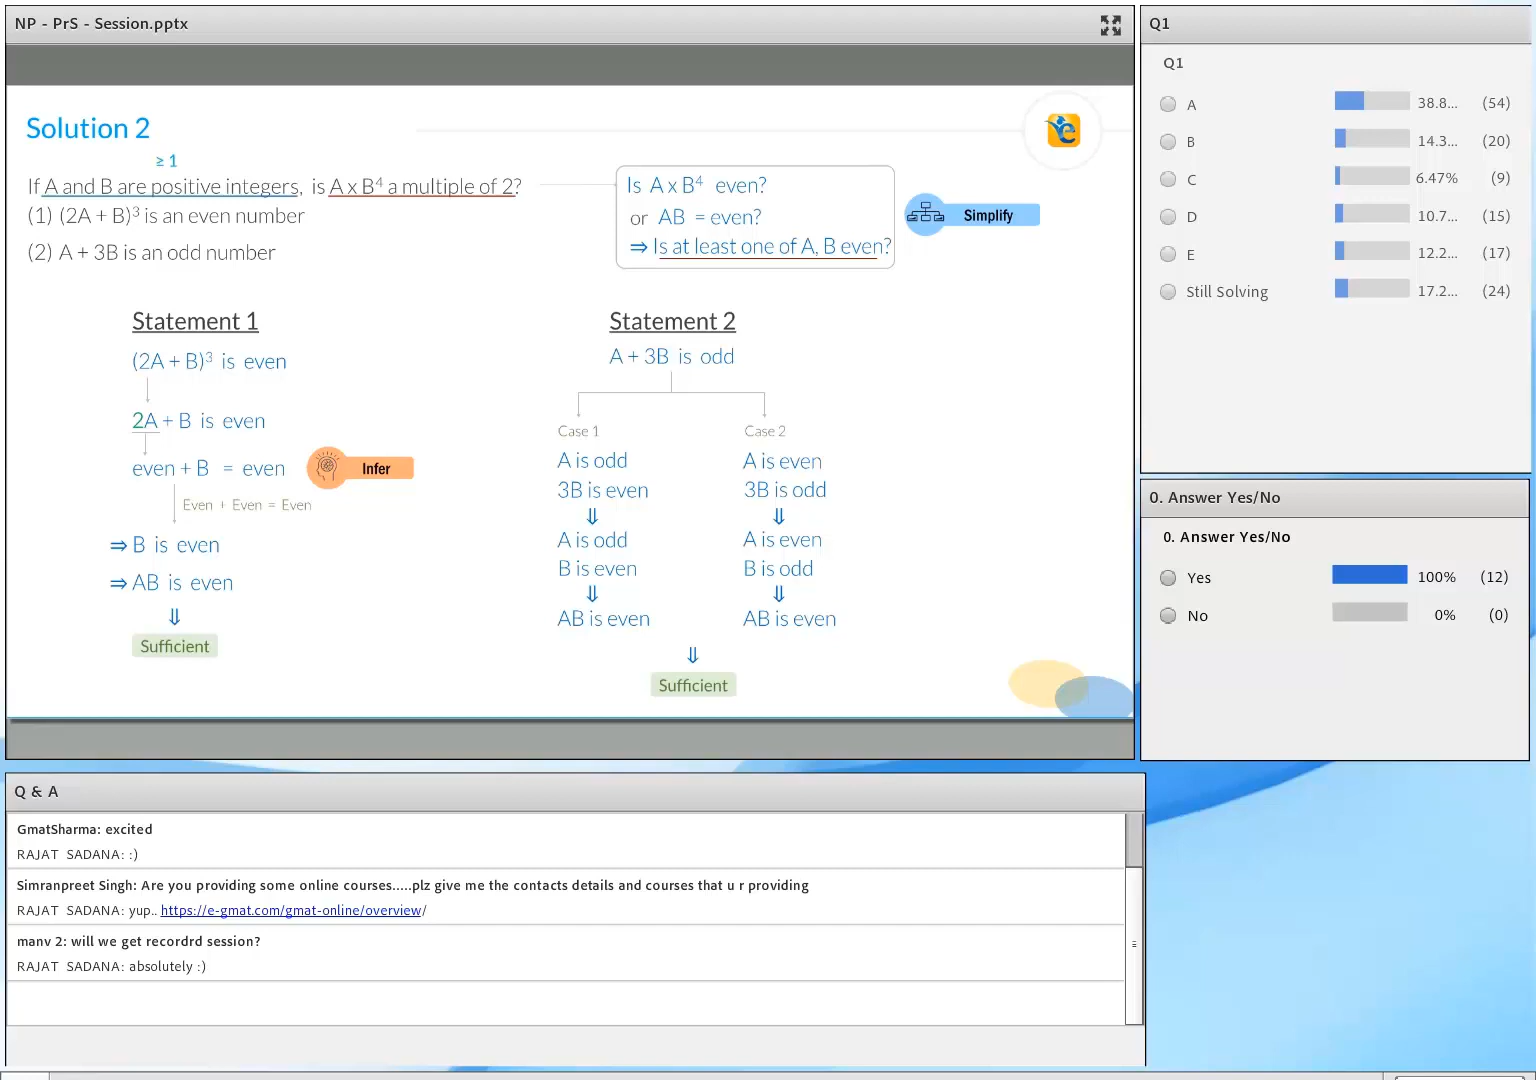 NP - PrS - Session.pptx
Solution 2
≥ 1
If A and B are positive integers, is A x B⁴ a multiple of 2?
(1) (2A + B)³ is an even number
(2) A + 3B is an odd number
Is A x B⁴ even?
or AB = even?
⇒ Is at least one of A, B even?
Simplify
Statement 1
(2A + B)³ is even
2A + B is even
even + B = even
Infer
Even + Even = Even
⇒ B is even
⇒ AB is even
⇓
Sufficient
Statement 2
A + 3B is odd
Case 1
A is odd
3B is even
⇓
A is odd
B is even
⇓
AB is even
Case 2
A is even
3B is odd
⇓
A is even
B is odd
⇓
AB is even
⇓
Sufficient
Q1
Q1
A 38.8... (54)
B 14.3... (20)
C 6.47% (9)
D 10.7... (15)
E 12.2... (17)
Still Solving 17.2... (24)
0. Answer Yes/No
0. Answer Yes/No
Yes 100% (12)
No 0% (0)
Q & A
GmatSharma: excited
RAJAT SADANA: :)
Simranpreet Singh: Are you providing some online courses.....plz give me the contacts details and courses that u r providing
RAJAT SADANA: yup.. https://e-gmat.com/gmat-online/overview/
manv 2: will we get recordrd session?
RAJAT SADANA: absolutely :)